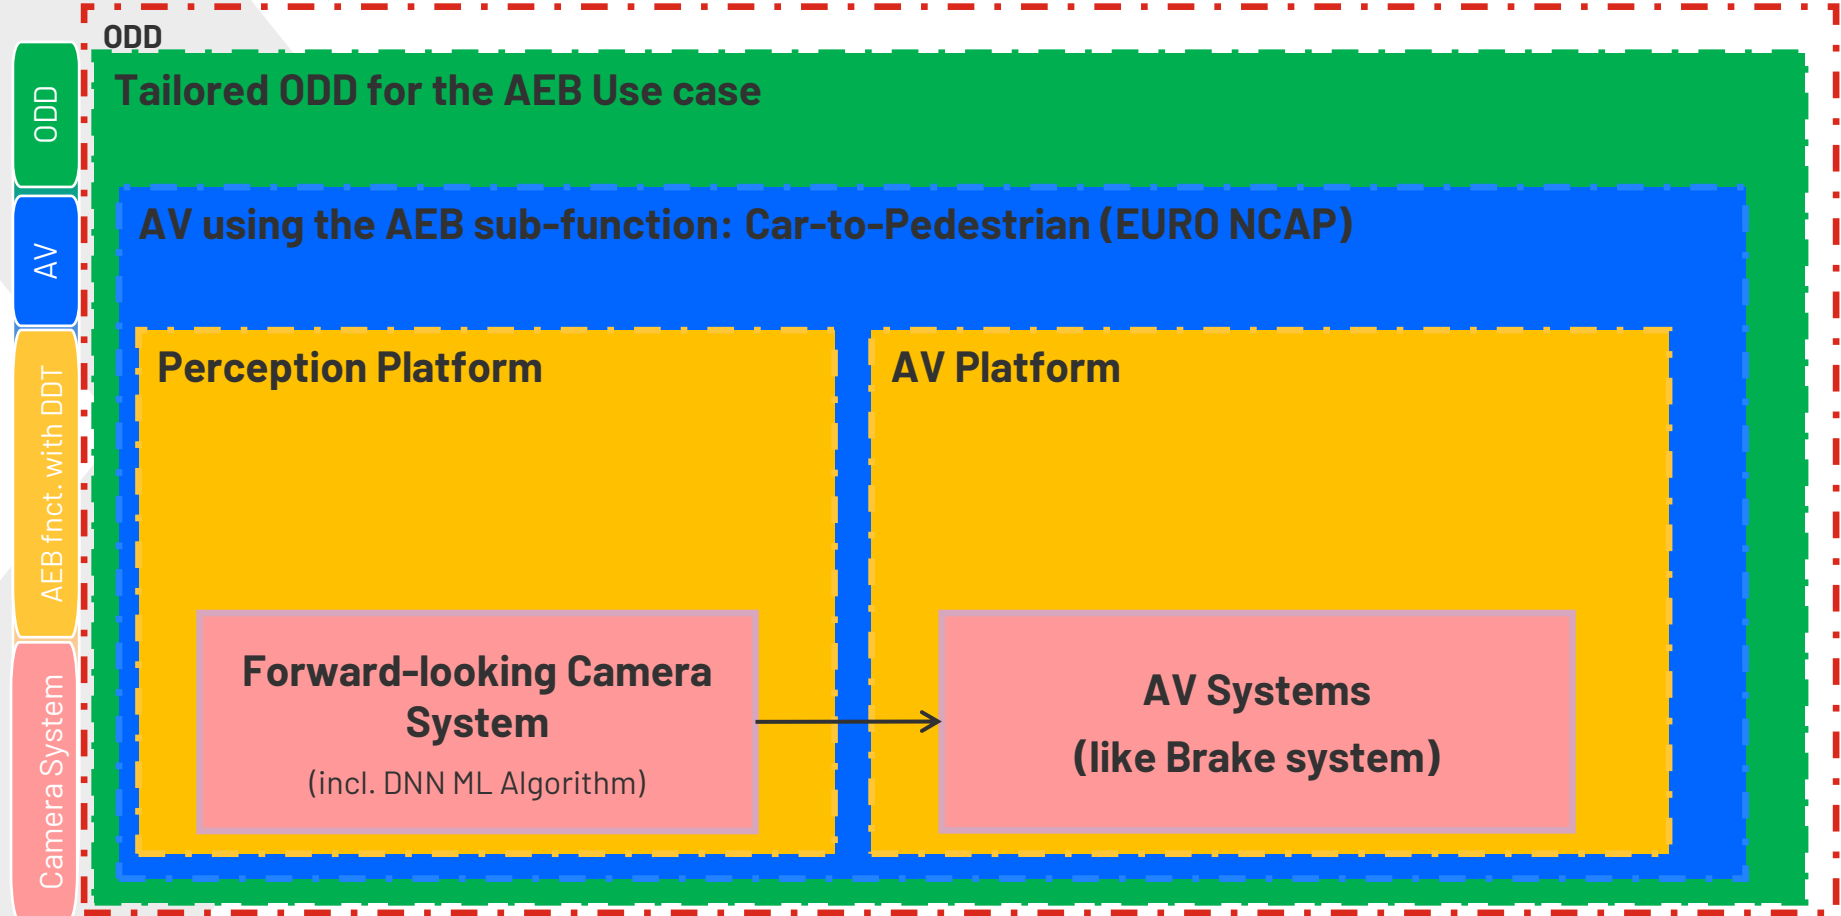 ODD
Tailored ODD for the AEB Use case
ODD
AV using the AEB sub-function: Car-to-Pedestrian (EURO NCAP)
AV
Perception Platform
AV Platform
AEB fnct. with DDT
Forward-looking Camera
System
(incl. DNN ML Algorithm)
AV Systems
(like Brake system)
Camera System